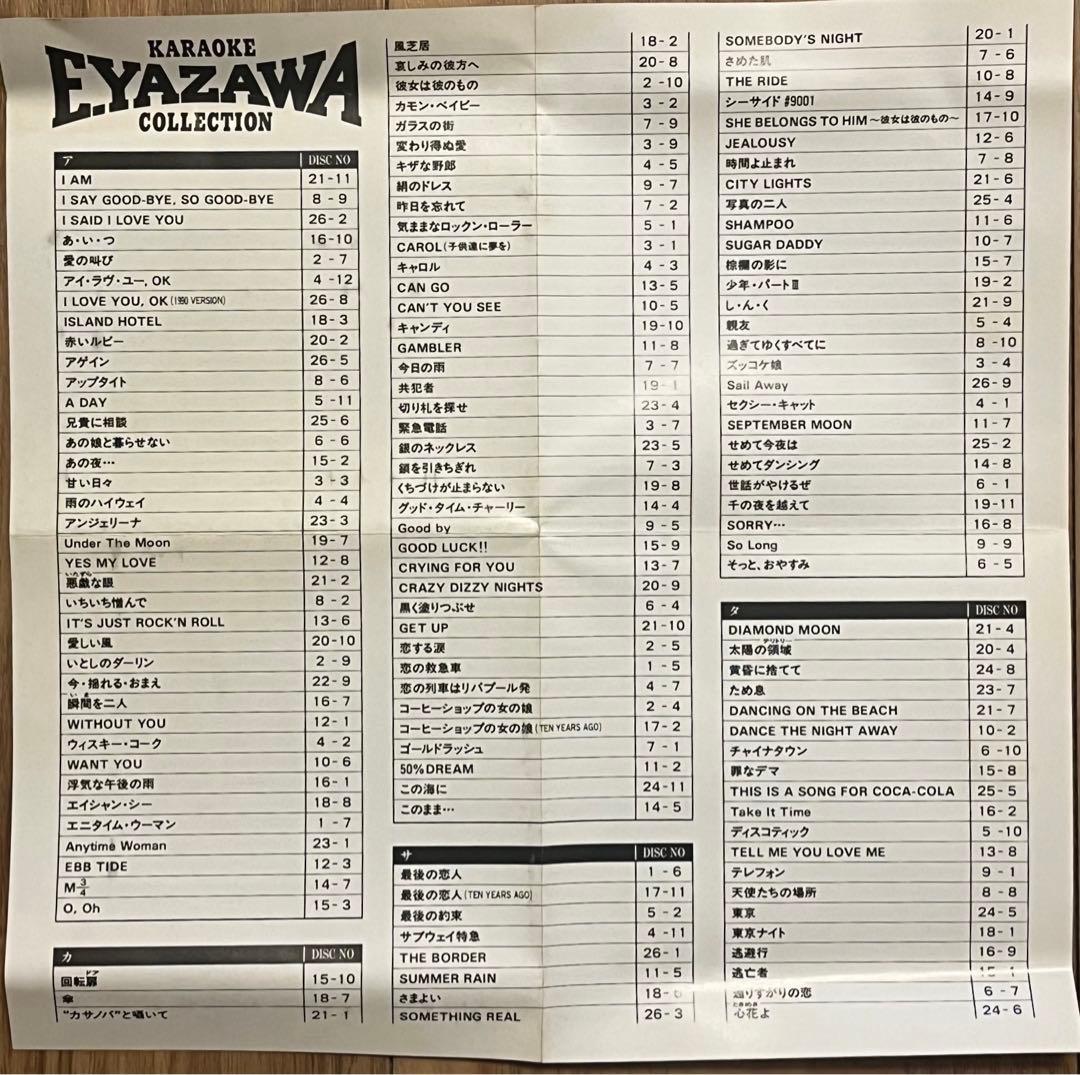 KARAOKE
E.YAZAWA
COLLECTION
ア DISC NO
I AM 21-11
I SAY GOOD-BYE, SO GOOD-BYE 8-9
I SAID I LOVE YOU 26-2
あ・い・つ 16-10
愛の叫び 2-7
アイ・ラヴ・ユー, OK 4-12
I LOVE YOU, OK (1990 VERSION) 26-8
ISLAND HOTEL 18-3
赤いルビー 20-2
アゲイン 26-5
アップタイト 8-6
A DAY 5-11
兄貴に相談 25-6
あの娘と暮らせない 6-6
あの夜… 15-2
甘い日々 3-3
雨のハイウェイ 4-4
アンジェリーナ 23-3
Under The Moon 19-7
YES MY LOVE 12-8
いたずら
悪戯な眼 21-2
いちいち憎んで 8-2
IT'S JUST ROCK'N ROLL 13-6
愛しい風 20-10
いとしのダーリン 2-9
今・揺れる・おまえ 22-9
いま
瞬間を二人 16-7
WITHOUT YOU 12-1
ウィスキー・コーク 4-2
WANT YOU 10-6
浮気な午後の雨 16-1
エイシャン・シー 18-8
エニタイム・ウーマン 1-7
Anytime Woman 23-1
EBB TIDE 12-3
M¾ 14-7
O, Oh 15-3
カ DISC NO
ドア
回転扉 15-10
傘 18-7
"カサノバ"と囁いて 21-1
風芝居 18-2
哀しみの彼方へ 20-8
彼女は彼のもの 2-10
カモン・ベイビー 3-2
ガラスの街 7-9
変わり得ぬ愛 3-9
キザな野郎 4-5
絹のドレス 9-7
昨日を忘れて 7-2
気ままなロックン・ローラー 5-1
CAROL (子供達に夢を) 3-1
キャロル 4-3
CAN GO 13-5
CAN'T YOU SEE 10-5
キャンディ 19-10
GAMBLER 11-8
今日の雨 7-7
共犯者 19-1
切り札を探せ 23-4
緊急電話 3-7
銀のネックレス 23-5
鎖を引きちぎれ 7-3
くちづけが止まらない 19-8
グッド・タイム・チャーリー 14-4
Good by 9-5
GOOD LUCK!! 15-9
CRYING FOR YOU 13-7
CRAZY DIZZY NIGHTS 20-9
黒く塗りつぶせ 6-4
GET UP 21-10
恋する涙 2-5
恋の救急車 1-5
恋の列車はリバプール発 4-7
コーヒーショップの女の娘 2-4
コーヒーショップの女の娘 (TEN YEARS AGO) 17-2
ゴールドラッシュ 7-1
50% DREAM 11-2
この海に 24-11
このまま… 14-5
サ DISC NO
最後の恋人 1-6
最後の恋人 (TEN YEARS AGO) 17-11
最後の約束 5-2
サブウェイ特急 4-11
THE BORDER 26-1
SUMMER RAIN 11-5
さまよい 18-6
SOMETHING REAL 26-3
SOMEBODY'S NIGHT 20-1
さめた肌 7-6
THE RIDE 10-8
シーサイド #9001 14-9
SHE BELONGS TO HIM 〜彼女は彼のもの〜 17-10
JEALOUSY 12-6
時間よ止まれ 7-8
CITY LIGHTS 21-6
写真の二人 25-4
SHAMPOO 11-6
SUGAR DADDY 10-7
棕櫚の影に 15-7
少年・パートⅢ 19-2
し・ん・く 21-9
親友 5-4
過ぎてゆくすべてに 8-10
ズッコケ娘 3-4
Sail Away 26-9
セクシー・キャット 4-1
SEPTEMBER MOON 11-7
せめて今夜は 25-2
せめてダンシング 14-8
世話がやけるぜ 6-1
千の夜を越えて 19-11
SORRY… 16-8
So Long 9-9
そっと、おやすみ 6-5
タ DISC NO
DIAMOND MOON 21-4
テリトリー
太陽の領域 20-4
黄昏に捨てて 24-8
ため息 23-7
DANCING ON THE BEACH 21-7
DANCE THE NIGHT AWAY 10-2
チャイナタウン 6-10
罪なデマ 15-8
THIS IS A SONG FOR COCA-COLA 25-5
Take It Time 16-2
ディスコティック 5-10
TELL ME YOU LOVE ME 13-8
テレフォン 9-1
天使たちの場所 8-8
東京 24-5
東京ナイト 18-1
逃避行 16-9
逃亡者 15-1
通りすがりの恋 6-7
ときめき
心花よ 24-6